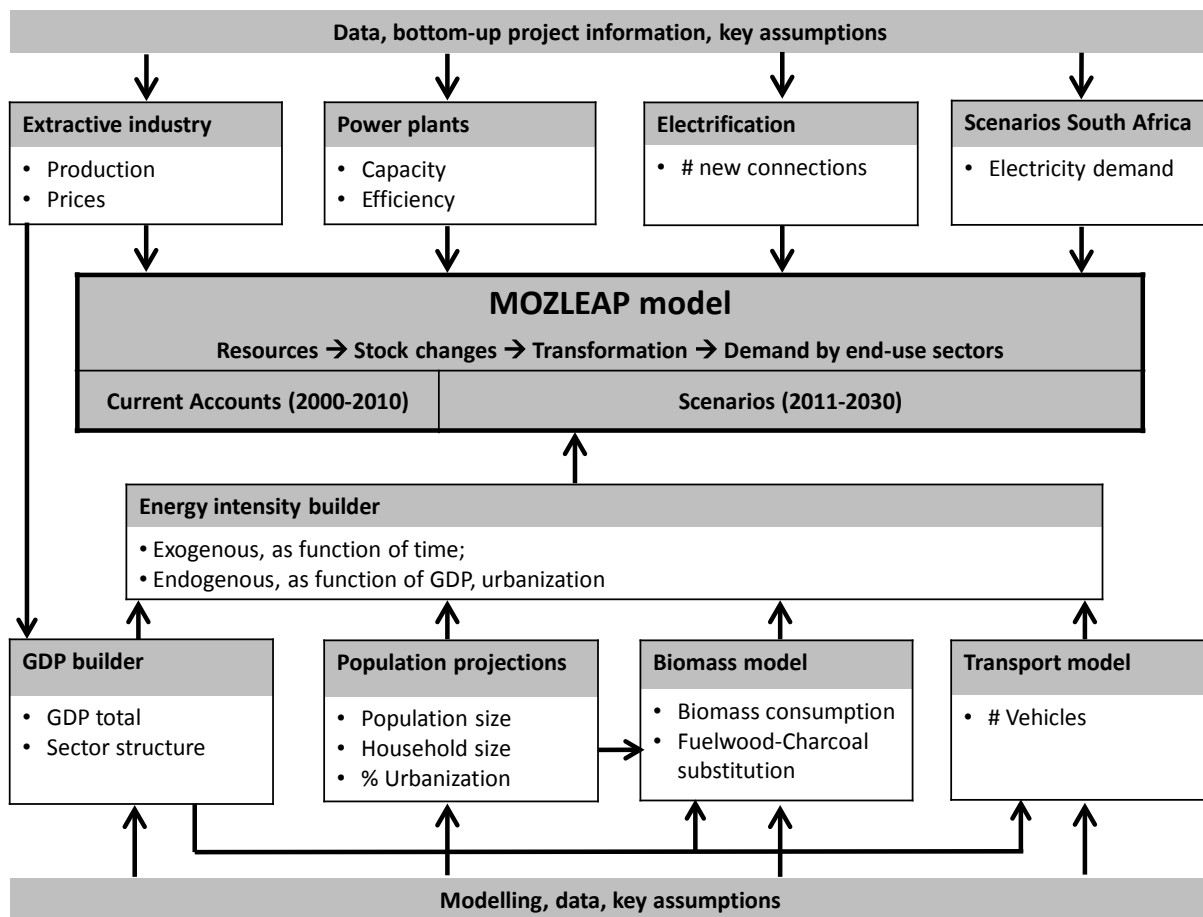 Data, bottom-up project information, key assumptions
Extractive industry
• Production
• Prices
Power plants
• Capacity
• Efficiency
Electrification
• # new connections
Scenarios South Africa
• Electricity demand
MOZLEAP model
Resources → Stock changes → Transformation → Demand by end-use sectors
Current Accounts (2000-2010)
Scenarios (2011-2030)
Energy intensity builder
• Exogenous, as function of time;
• Endogenous, as function of GDP, urbanization
GDP builder
• GDP total
• Sector structure
Population projections
• Population size
• Household size
• % Urbanization
Biomass model
• Biomass consumption
• Fuelwood-Charcoal
substitution
Transport model
• # Vehicles
Modelling, data, key assumptions